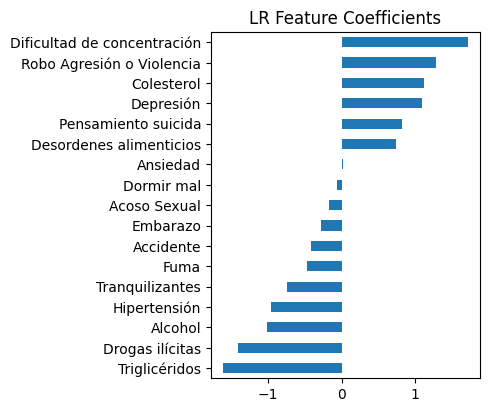 LR Feature Coefficients
Dificultad de concentración
Robo Agresión o Violencia
Colesterol
Depresión
Pensamiento suicida
Desordenes alimenticios
Ansiedad
Dormir mal
Acoso Sexual
Embarazo
Accidente
Fuma
Tranquilizantes
Hipertensión
Alcohol
Drogas ilícitas
Triglicéridos
−1 0 1